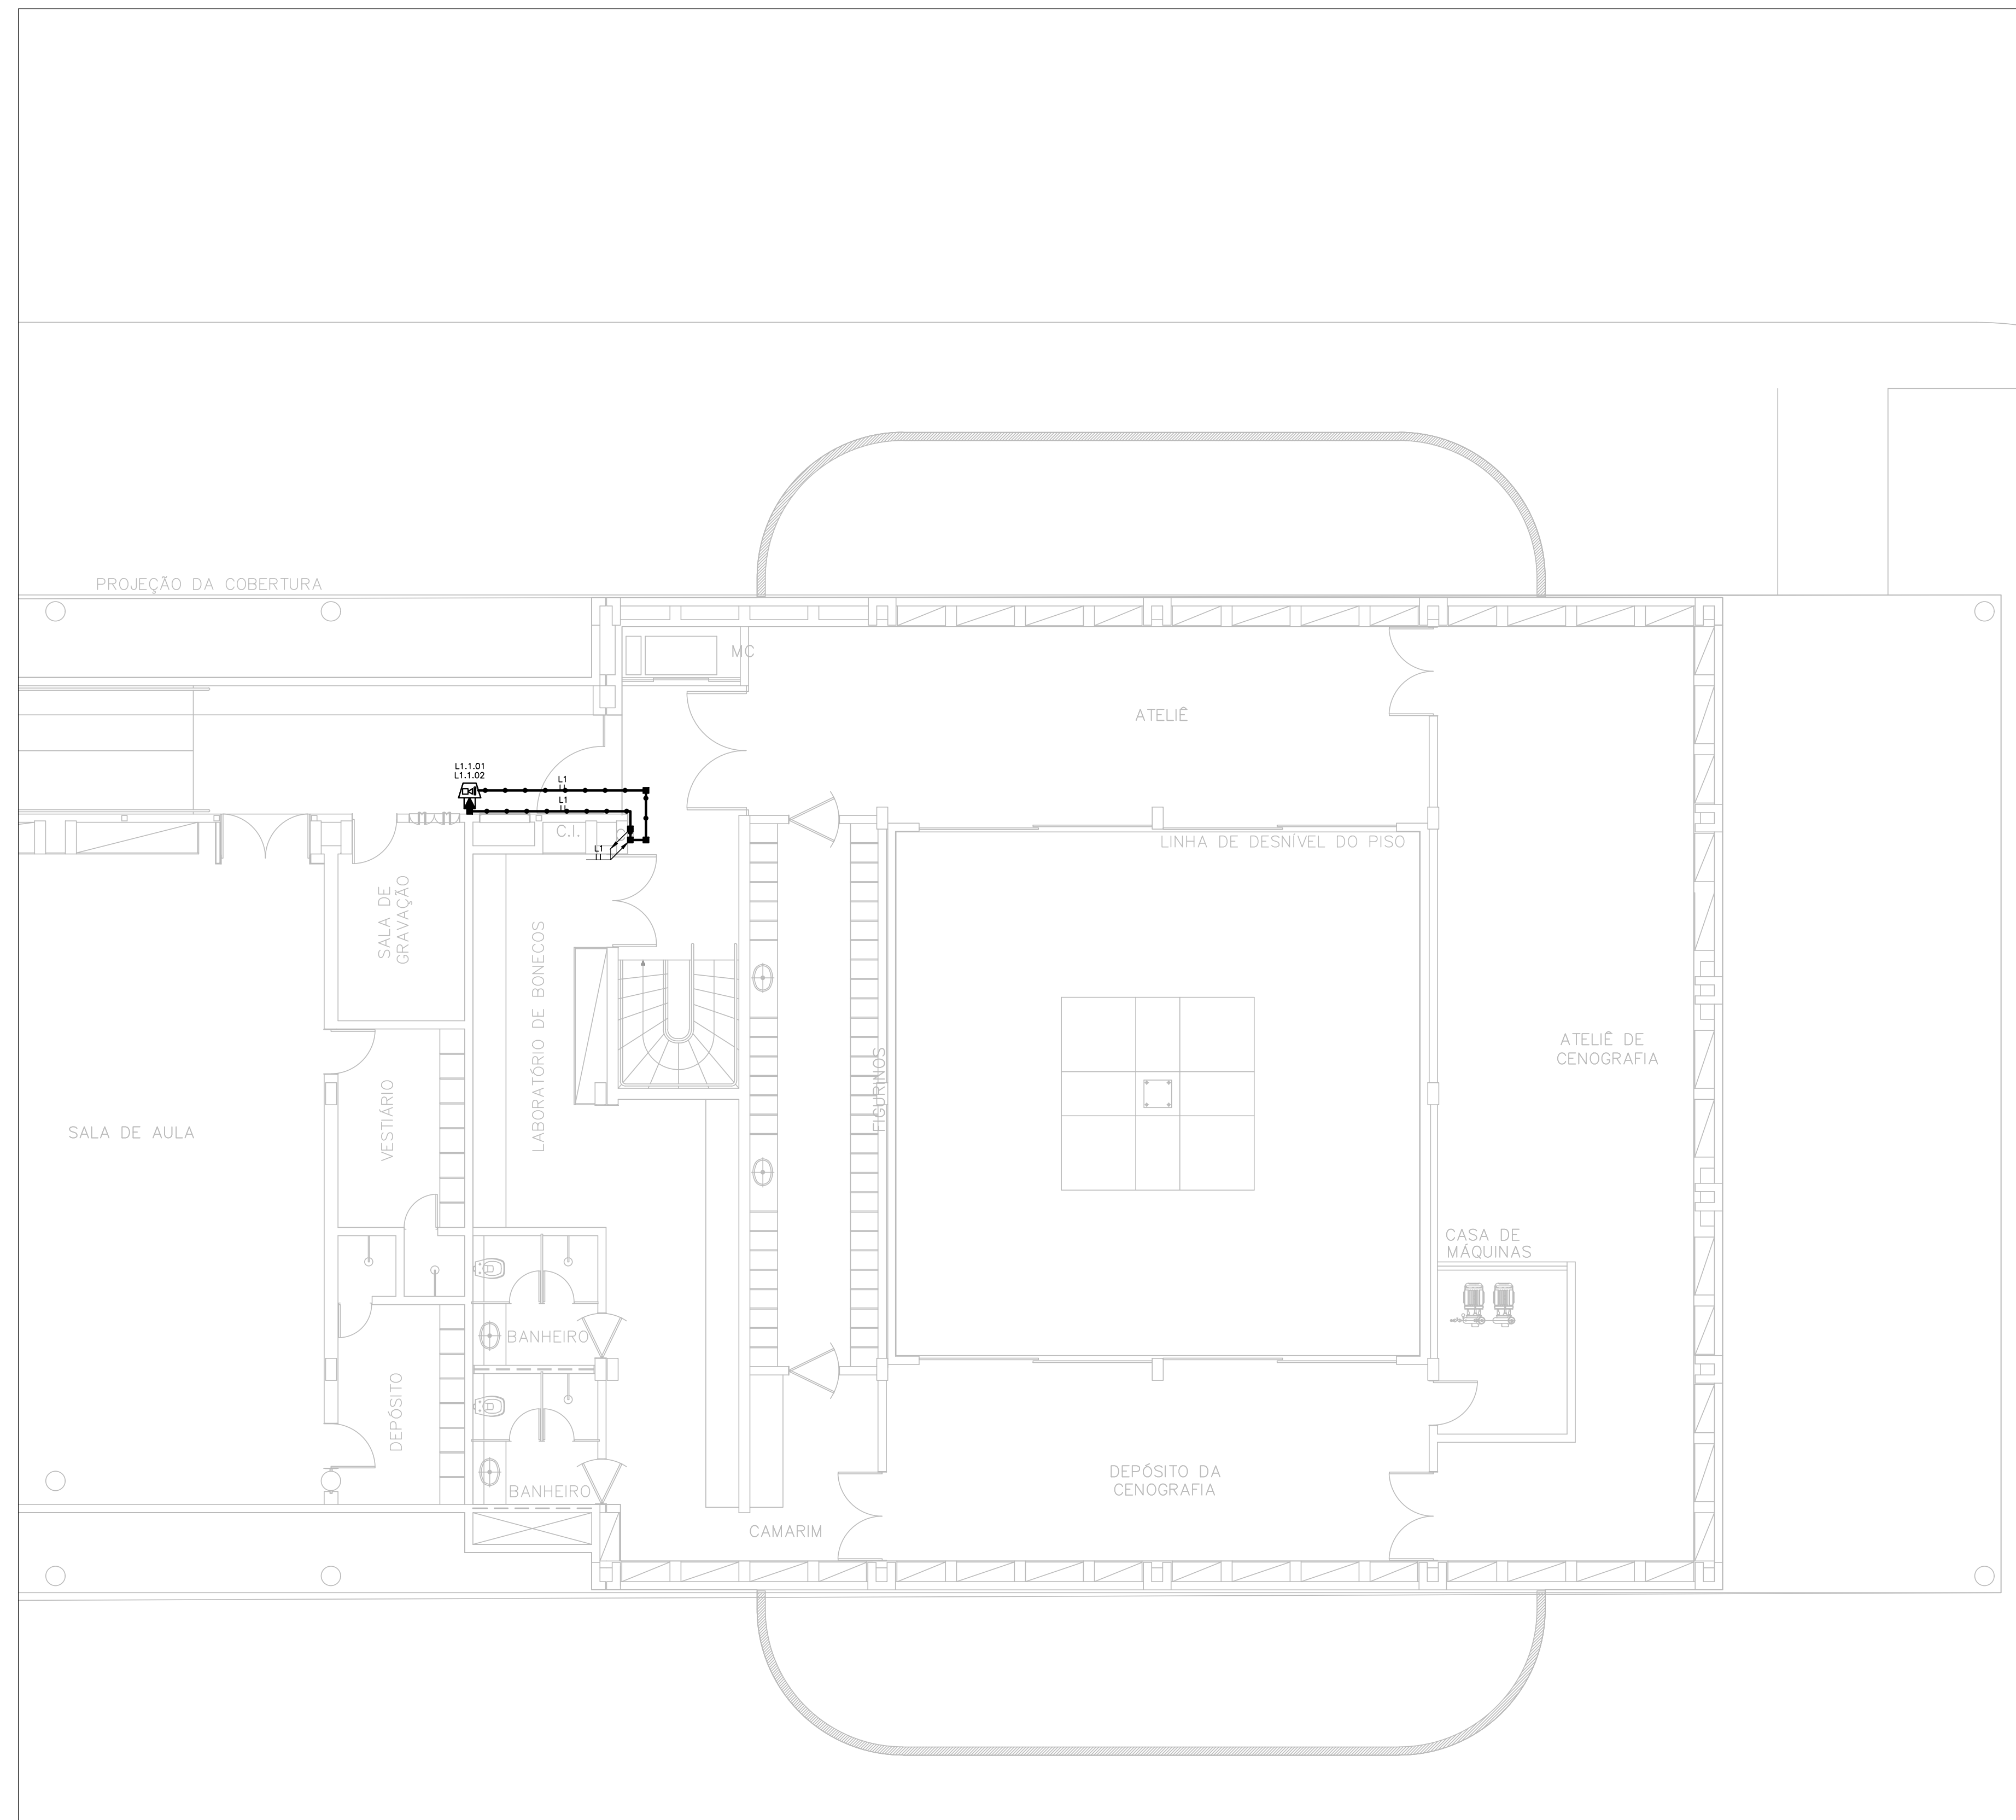 PROJEÇÃO DA COBERTURA
MC
ATELIÊ
L1.1.01
L1.1.02
L1
L1
C.I.
L1
LINHA DE DESNÍVEL DO PISO
SALA DE
GRAVAÇÃO
LABORATÓRIO DE BONECOS
FIGURINOS
ATELIÊ DE
CENOGRAFIA
SALA DE AULA
VESTIÁRIO
CASA DE
MÁQUINAS
BANHEIRO
DEPÓSITO
DEPÓSITO DA
CENOGRAFIA
BANHEIRO
CAMARIM